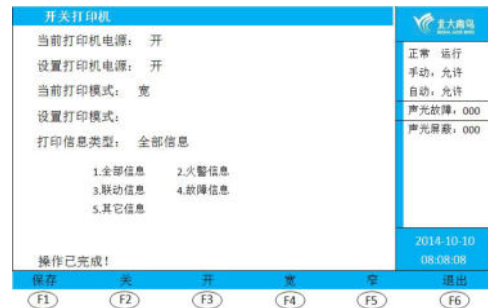 开关打印机
当前打印机电源： 开
设置打印机电源： 开
当前打印模式： 宽
设置打印模式：
打印信息类型： 全部信息
1.全部信息 2.火警信息
3.联动信息 4.故障信息
5.其它信息
操作已完成！
北大青鸟
正常 运行
手动：允许
自动：允许
声光故障：000
声光屏蔽：000
2014-10-10
08:08:08
保存 关 开 宽 窄 退出
F1 F2 F3 F4 F5 F6